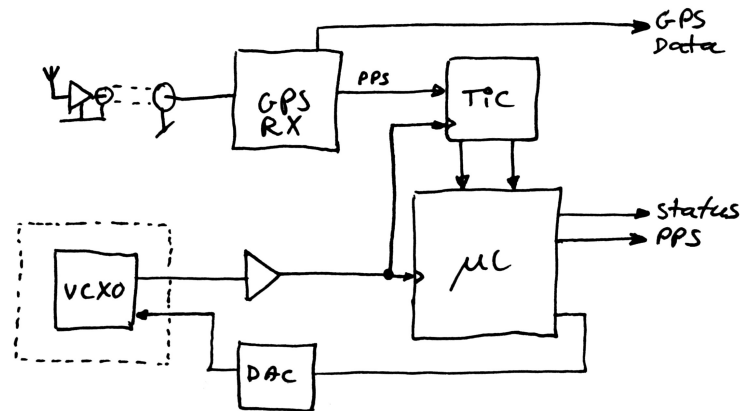 GPS
Data
GPS
RX
PPS
TiC
Status
PPS
VCXO
μC
DAC